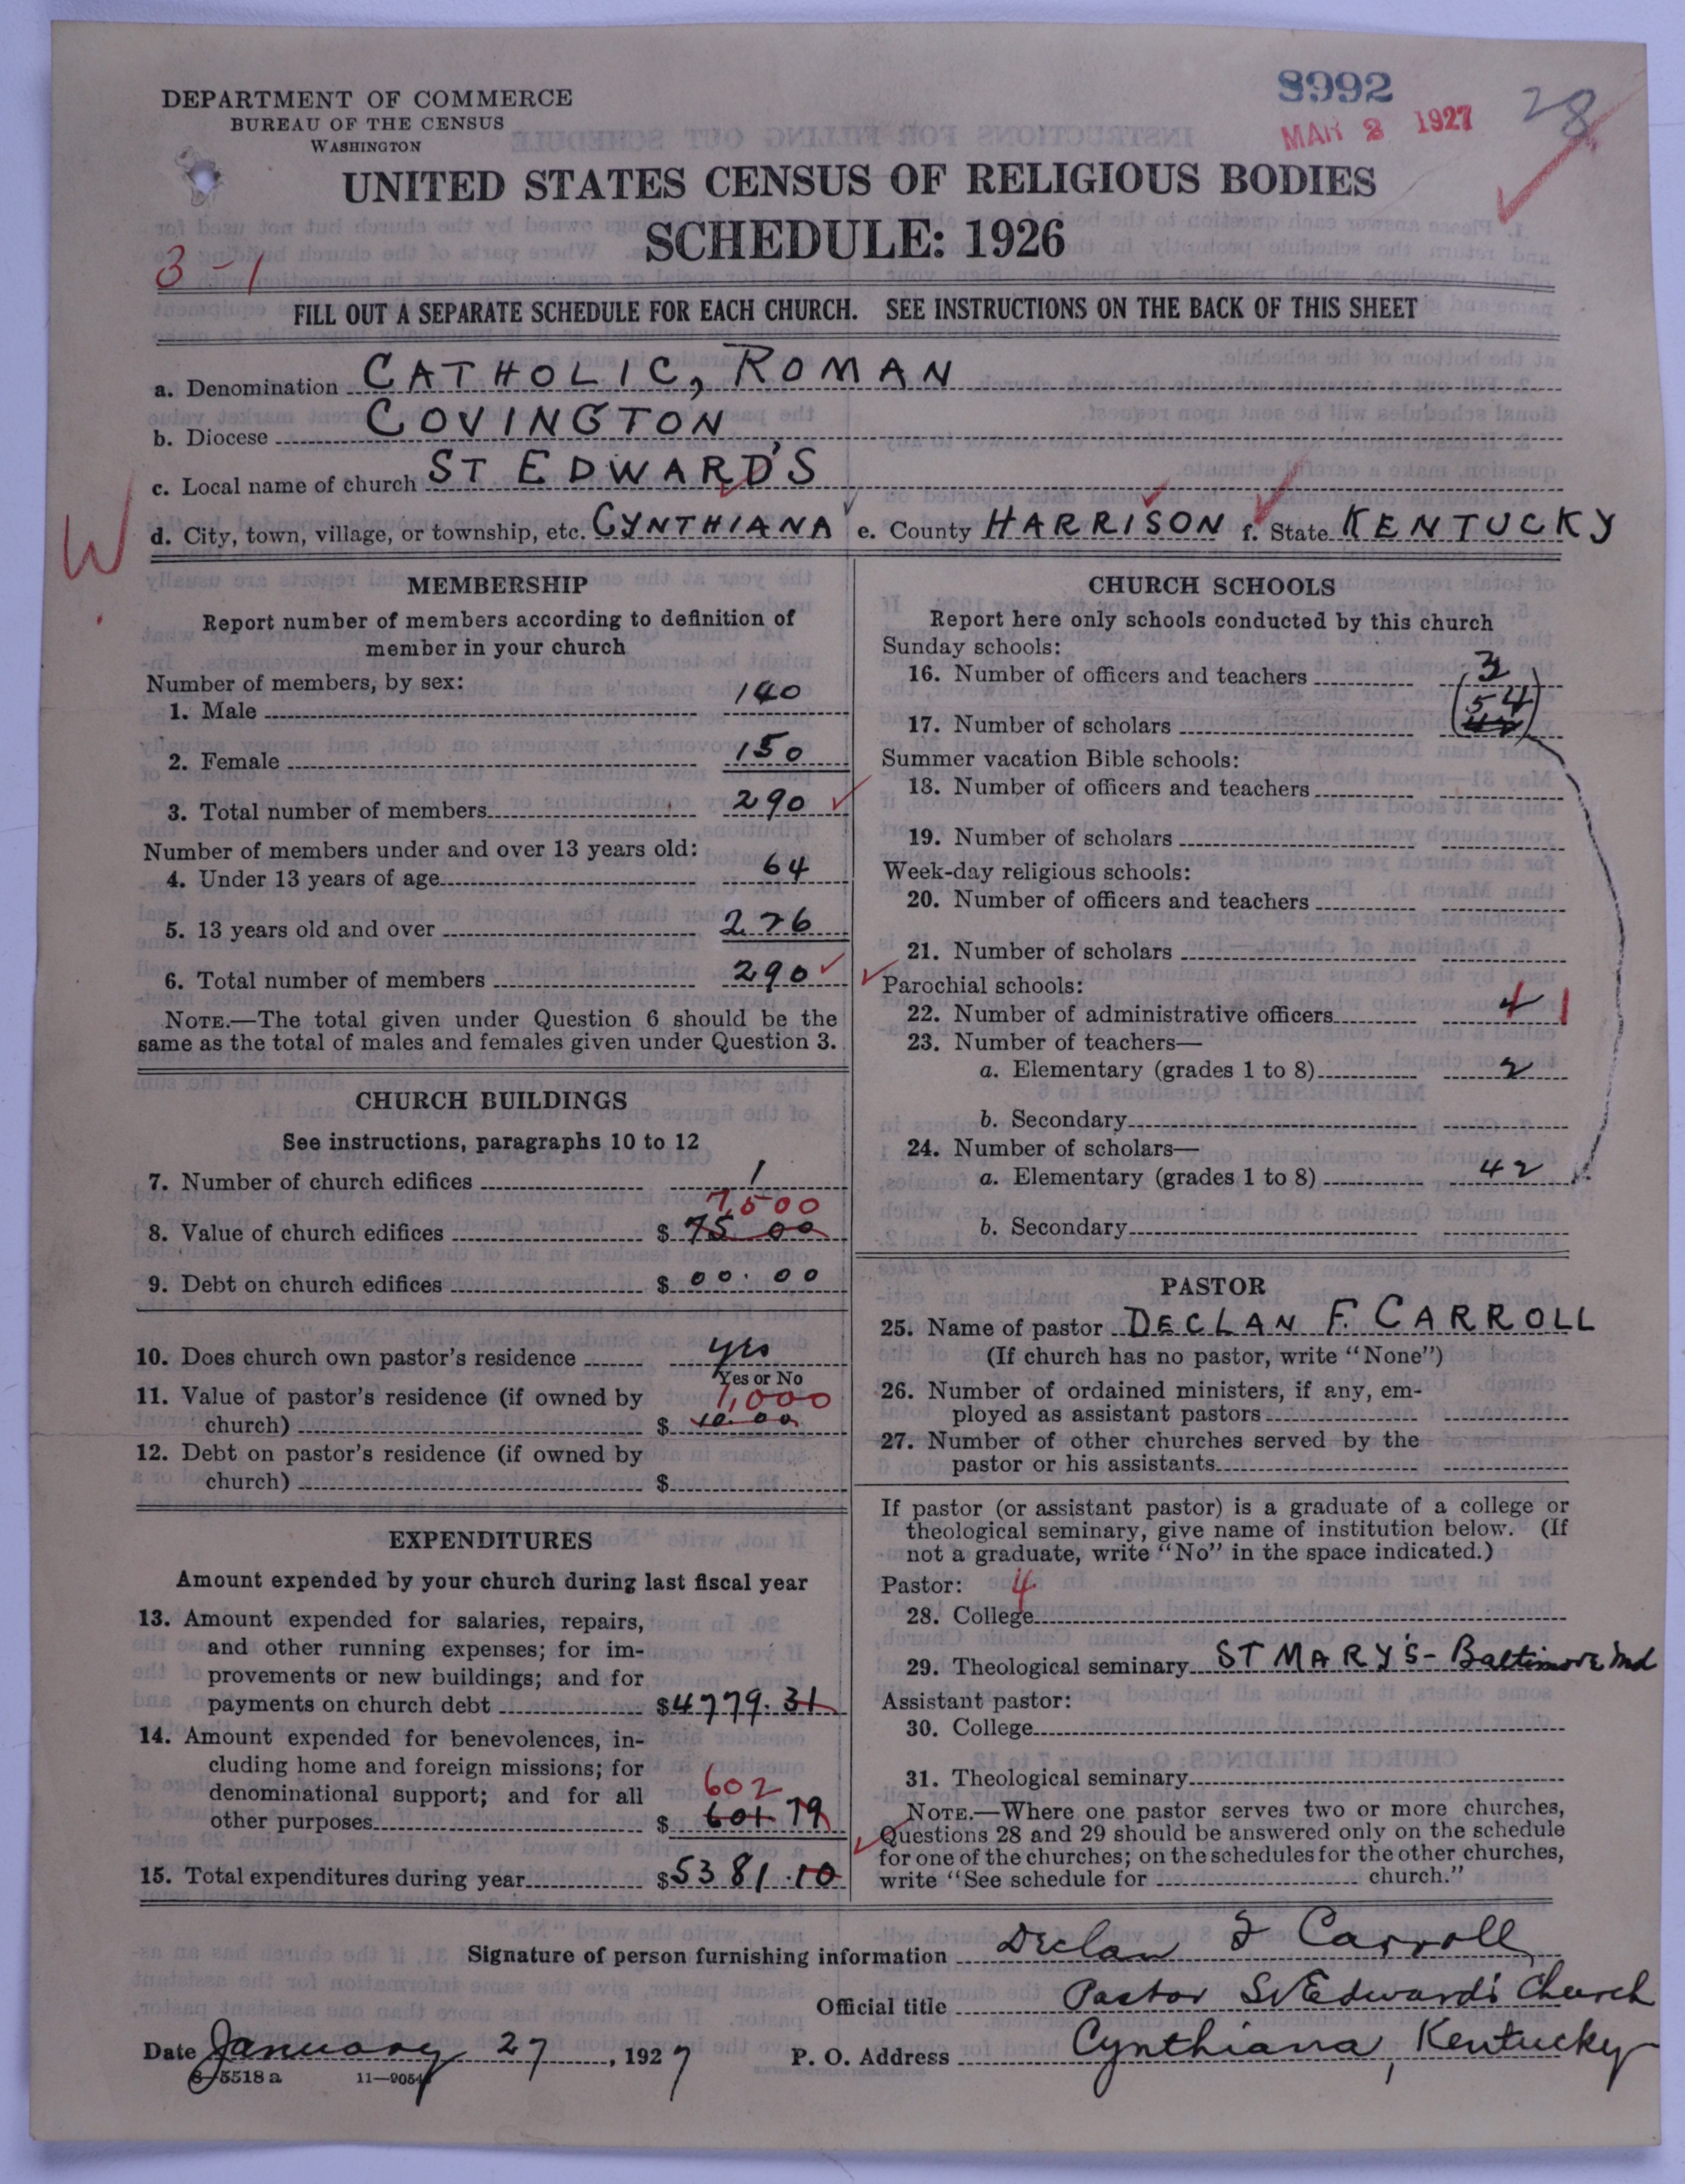 8992
MAR 2 1927
28
DEPARTMENT OF COMMERCE
BUREAU OF THE CENSUS
WASHINGTON
UNITED STATES CENSUS OF RELIGIOUS BODIES
SCHEDULE: 1926
3-1
FILL OUT A SEPARATE SCHEDULE FOR EACH CHURCH. SEE INSTRUCTIONS ON THE BACK OF THIS SHEET
a. Denomination CATHOLIC, ROMAN
b. Diocese COVINGTON
c. Local name of church ST EDWARD'S
W
d. City, town, village, or township, etc. CYNTHIANA e. County HARRISON f. State KENTUCKY
MEMBERSHIP
Report number of members according to definition of
member in your church
Number of members, by sex:
1. Male 140
2. Female 150
3. Total number of members 290
Number of members under and over 13 years old:
4. Under 13 years of age 64
5. 13 years old and over 226
6. Total number of members 290
NOTE.—The total given under Question 6 should be the
same as the total of males and females given under Question 3.
CHURCH BUILDINGS
See instructions, paragraphs 10 to 12
7. Number of church edifices 1
7,500
8. Value of church edifices $ 75 00
9. Debt on church edifices $ 00.00
10. Does church own pastor's residence yes
Yes or No
11. Value of pastor's residence (if owned by 1,000
church) $ 10.00
12. Debt on pastor's residence (if owned by
church) $
EXPENDITURES
Amount expended by your church during last fiscal year
13. Amount expended for salaries, repairs,
and other running expenses; for im-
provements or new buildings; and for
payments on church debt $4779.31
14. Amount expended for benevolences, in-
cluding home and foreign missions; for
denominational support; and for all 602
other purposes $ 601 79
15. Total expenditures during year $5381.10
CHURCH SCHOOLS
Report here only schools conducted by this church
Sunday schools:
16. Number of officers and teachers 3
54
17. Number of scholars 42
Summer vacation Bible schools:
18. Number of officers and teachers
19. Number of scholars
Week-day religious schools:
20. Number of officers and teachers
21. Number of scholars
Parochial schools:
22. Number of administrative officers 1
23. Number of teachers—
a. Elementary (grades 1 to 8) 2
b. Secondary
24. Number of scholars—
a. Elementary (grades 1 to 8) 42
b. Secondary
PASTOR
25. Name of pastor DECLAN F. CARROLL
(If church has no pastor, write "None")
26. Number of ordained ministers, if any, em-
ployed as assistant pastors
27. Number of other churches served by the
pastor or his assistants
If pastor (or assistant pastor) is a graduate of a college or
theological seminary, give name of institution below. (If
not a graduate, write "No" in the space indicated.)
Pastor: 4
28. College
29. Theological seminary ST MARY'S - Baltimore Md
Assistant pastor:
30. College
31. Theological seminary
NOTE.—Where one pastor serves two or more churches,
Questions 28 and 29 should be answered only on the schedule
for one of the churches; on the schedules for the other churches,
write "See schedule for church."
Signature of person furnishing information Declan F Carroll
Official title Pastor St Edward's Church
Date January 27, 1927 P. O. Address Cynthiana, Kentucky
8-5518 a 11-9054